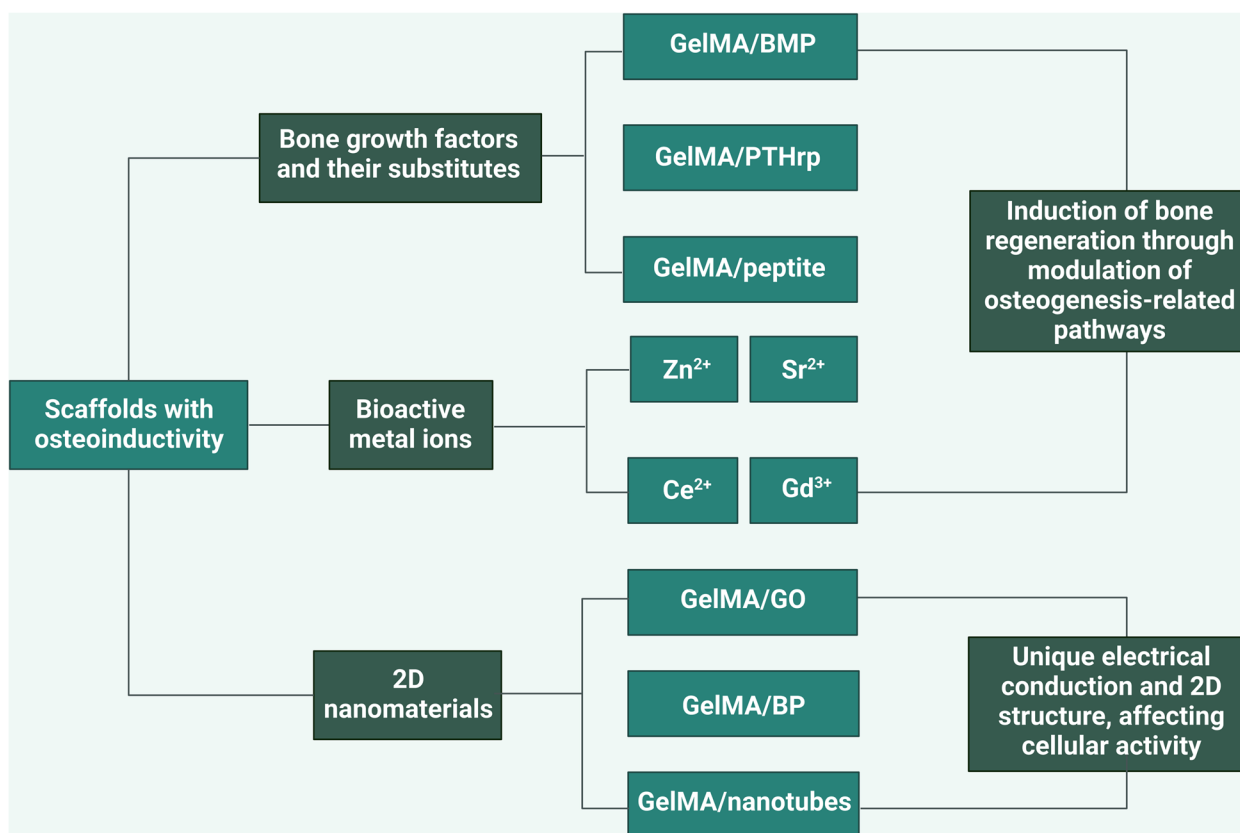 GelMA/BMP
Bone growth factors
and their substitutes
GelMA/PTHrp
GelMA/peptite
Induction of bone
regeneration through
modulation of
osteogenesis-related
pathways
Scaffolds with
osteoinductivity
Bioactive
metal ions
Zn²⁺
Sr²⁺
Ce²⁺
Gd³⁺
2D
nanomaterials
GelMA/GO
GelMA/BP
GelMA/nanotubes
Unique electrical
conduction and 2D
structure, affecting
cellular activity